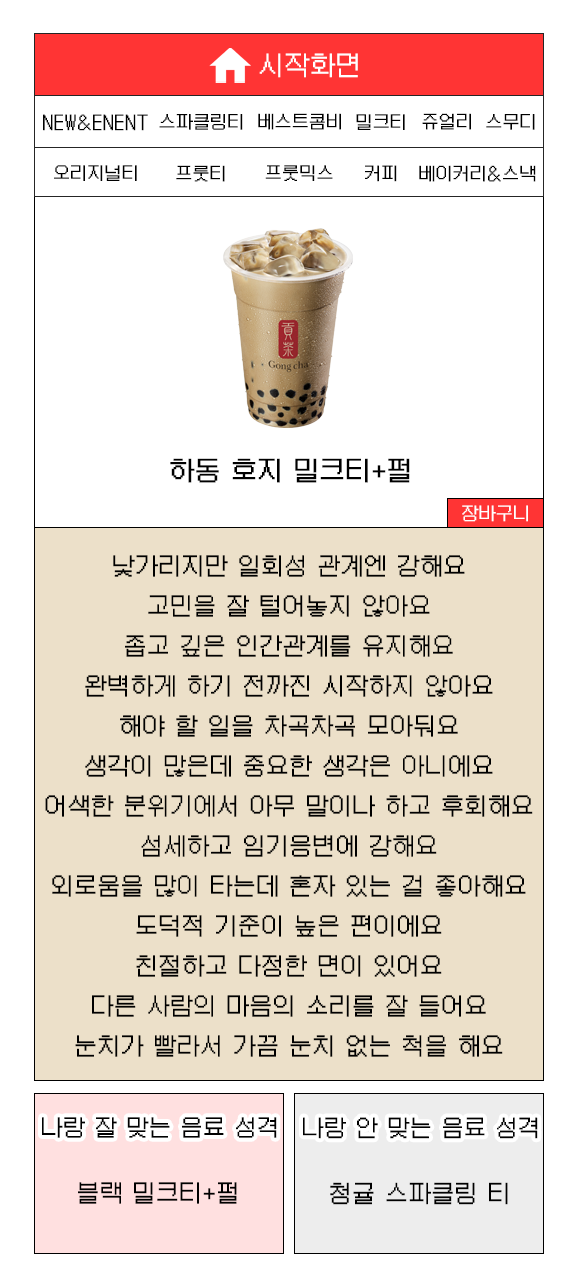 시작화면
NEW&ENENT 스파클링티 베스트콤비 밀크티 쥬얼리 스무디
오리지널티 프룻티 프룻믹스 커피 베이커리&스낵
貢茶
Gong cha
하동 호지 밀크티+펄
장바구니
낯가리지만 일회성 관계엔 강해요
고민을 잘 털어놓지 않아요
좁고 깊은 인간관계를 유지해요
완벽하게 하기 전까진 시작하지 않아요
해야 할 일을 차곡차곡 모아둬요
생각이 많은데 중요한 생각은 아니에요
어색한 분위기에서 아무 말이나 하고 후회해요
섬세하고 임기응변에 강해요
외로움을 많이 타는데 혼자 있는 걸 좋아해요
도덕적 기준이 높은 편이에요
친절하고 다정한 면이 있어요
다른 사람의 마음의 소리를 잘 들어요
눈치가 빨라서 가끔 눈치 없는 척을 해요
나랑 잘 맞는 음료 성격
블랙 밀크티+펄
나랑 안 맞는 음료 성격
청귤 스파클링 티